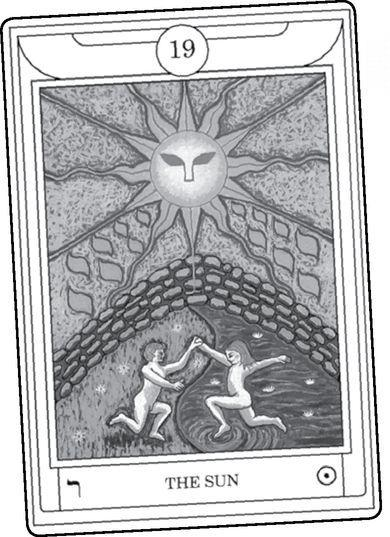 19
ר THE SUN ☉